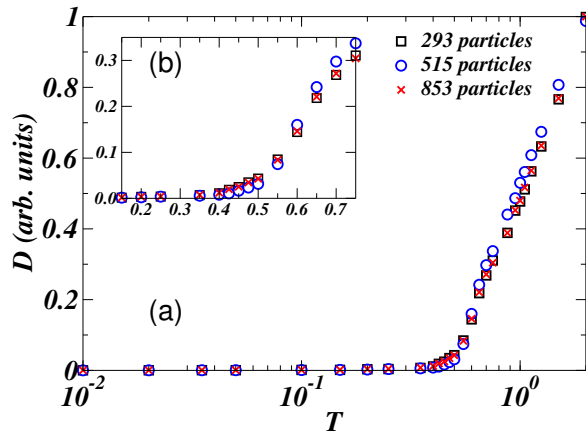 293 particles
515 particles
853 particles
(b)
0.3
0.2
0.1
0.0
0.2 0.3 0.4 0.5 0.6 0.7
D (arb. units)
1
0.8
0.6
0.4
0.2
0
(a)
10^-2 10^-1 10^0
T